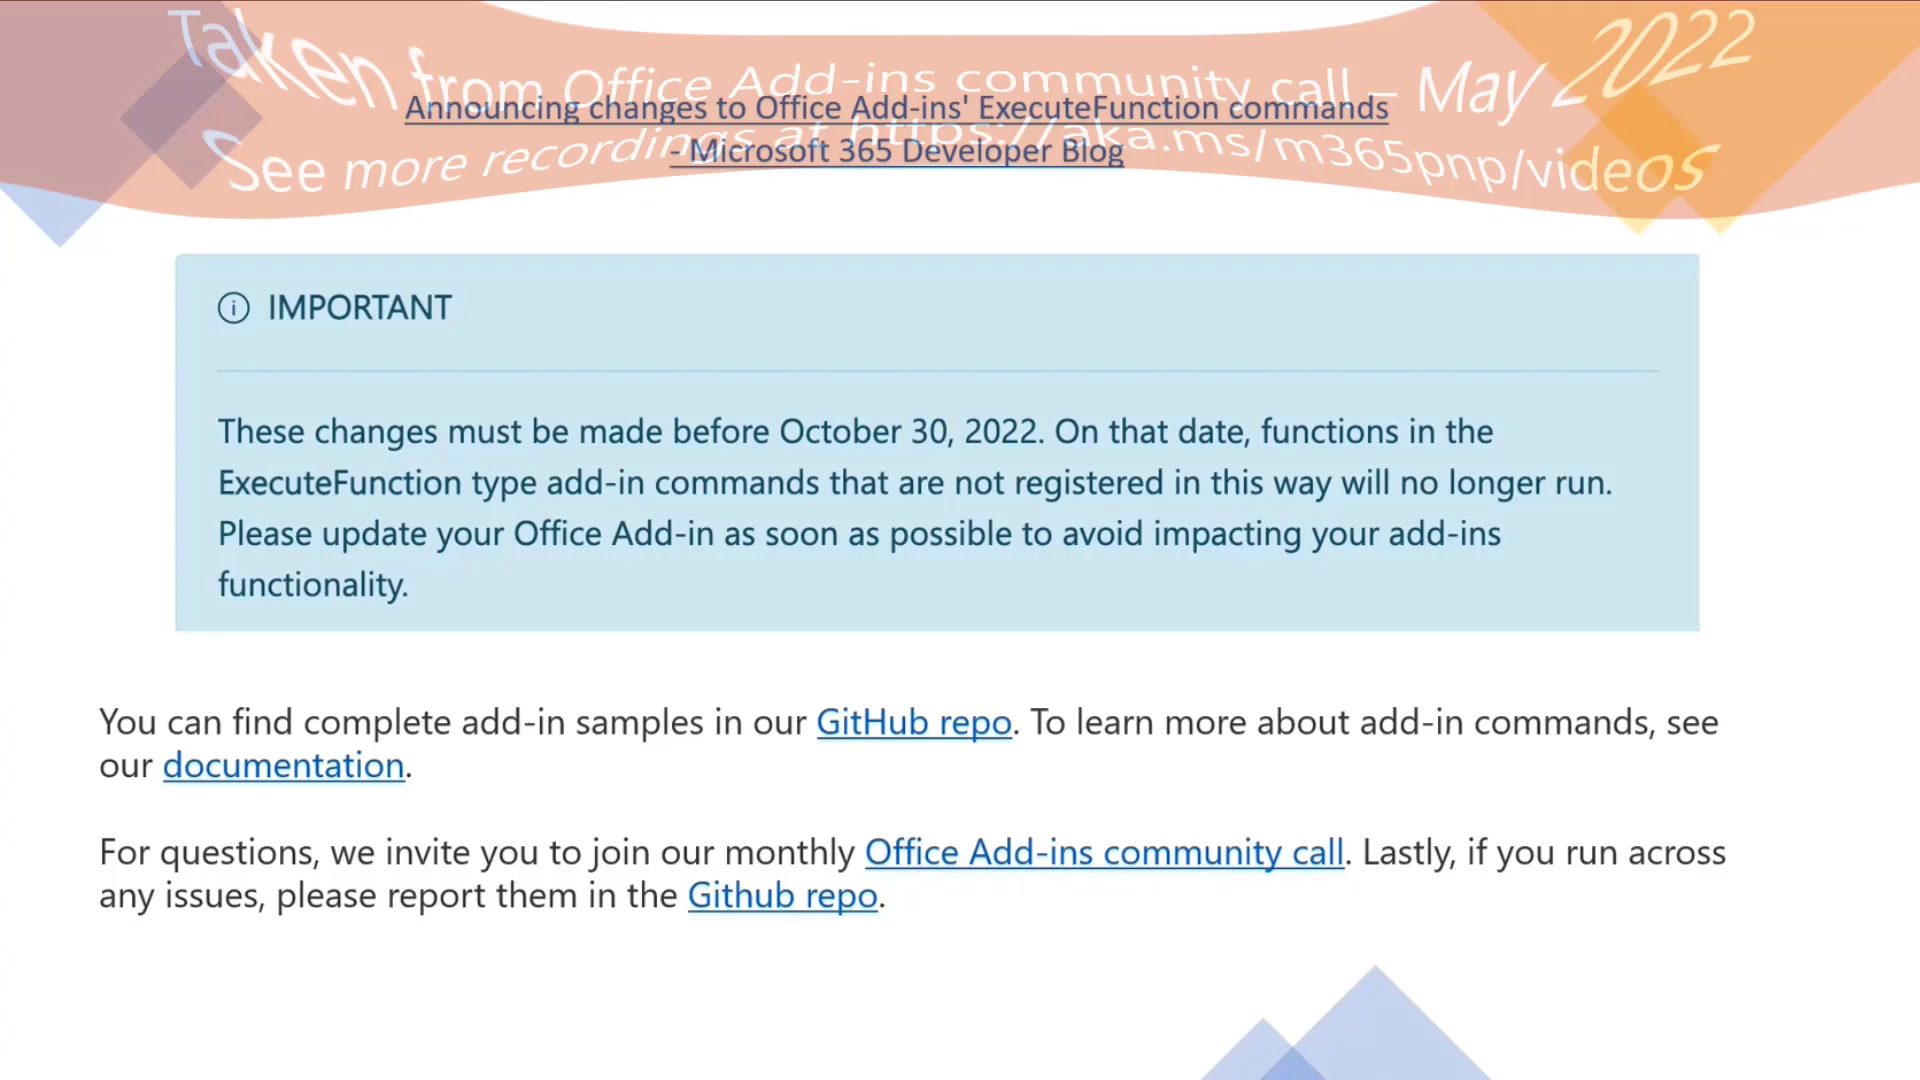 Taken from Office Add-ins community call – May 2022
See more recordings at https://aka.ms/m365pnp/videos
Announcing changes to Office Add-ins' ExecuteFunction commands
- Microsoft 365 Developer Blog
IMPORTANT
These changes must be made before October 30, 2022. On that date, functions in the
ExecuteFunction type add-in commands that are not registered in this way will no longer run.
Please update your Office Add-in as soon as possible to avoid impacting your add-ins
functionality.
You can find complete add-in samples in our GitHub repo. To learn more about add-in commands, see
our documentation.
For questions, we invite you to join our monthly Office Add-ins community call. Lastly, if you run across
any issues, please report them in the Github repo.